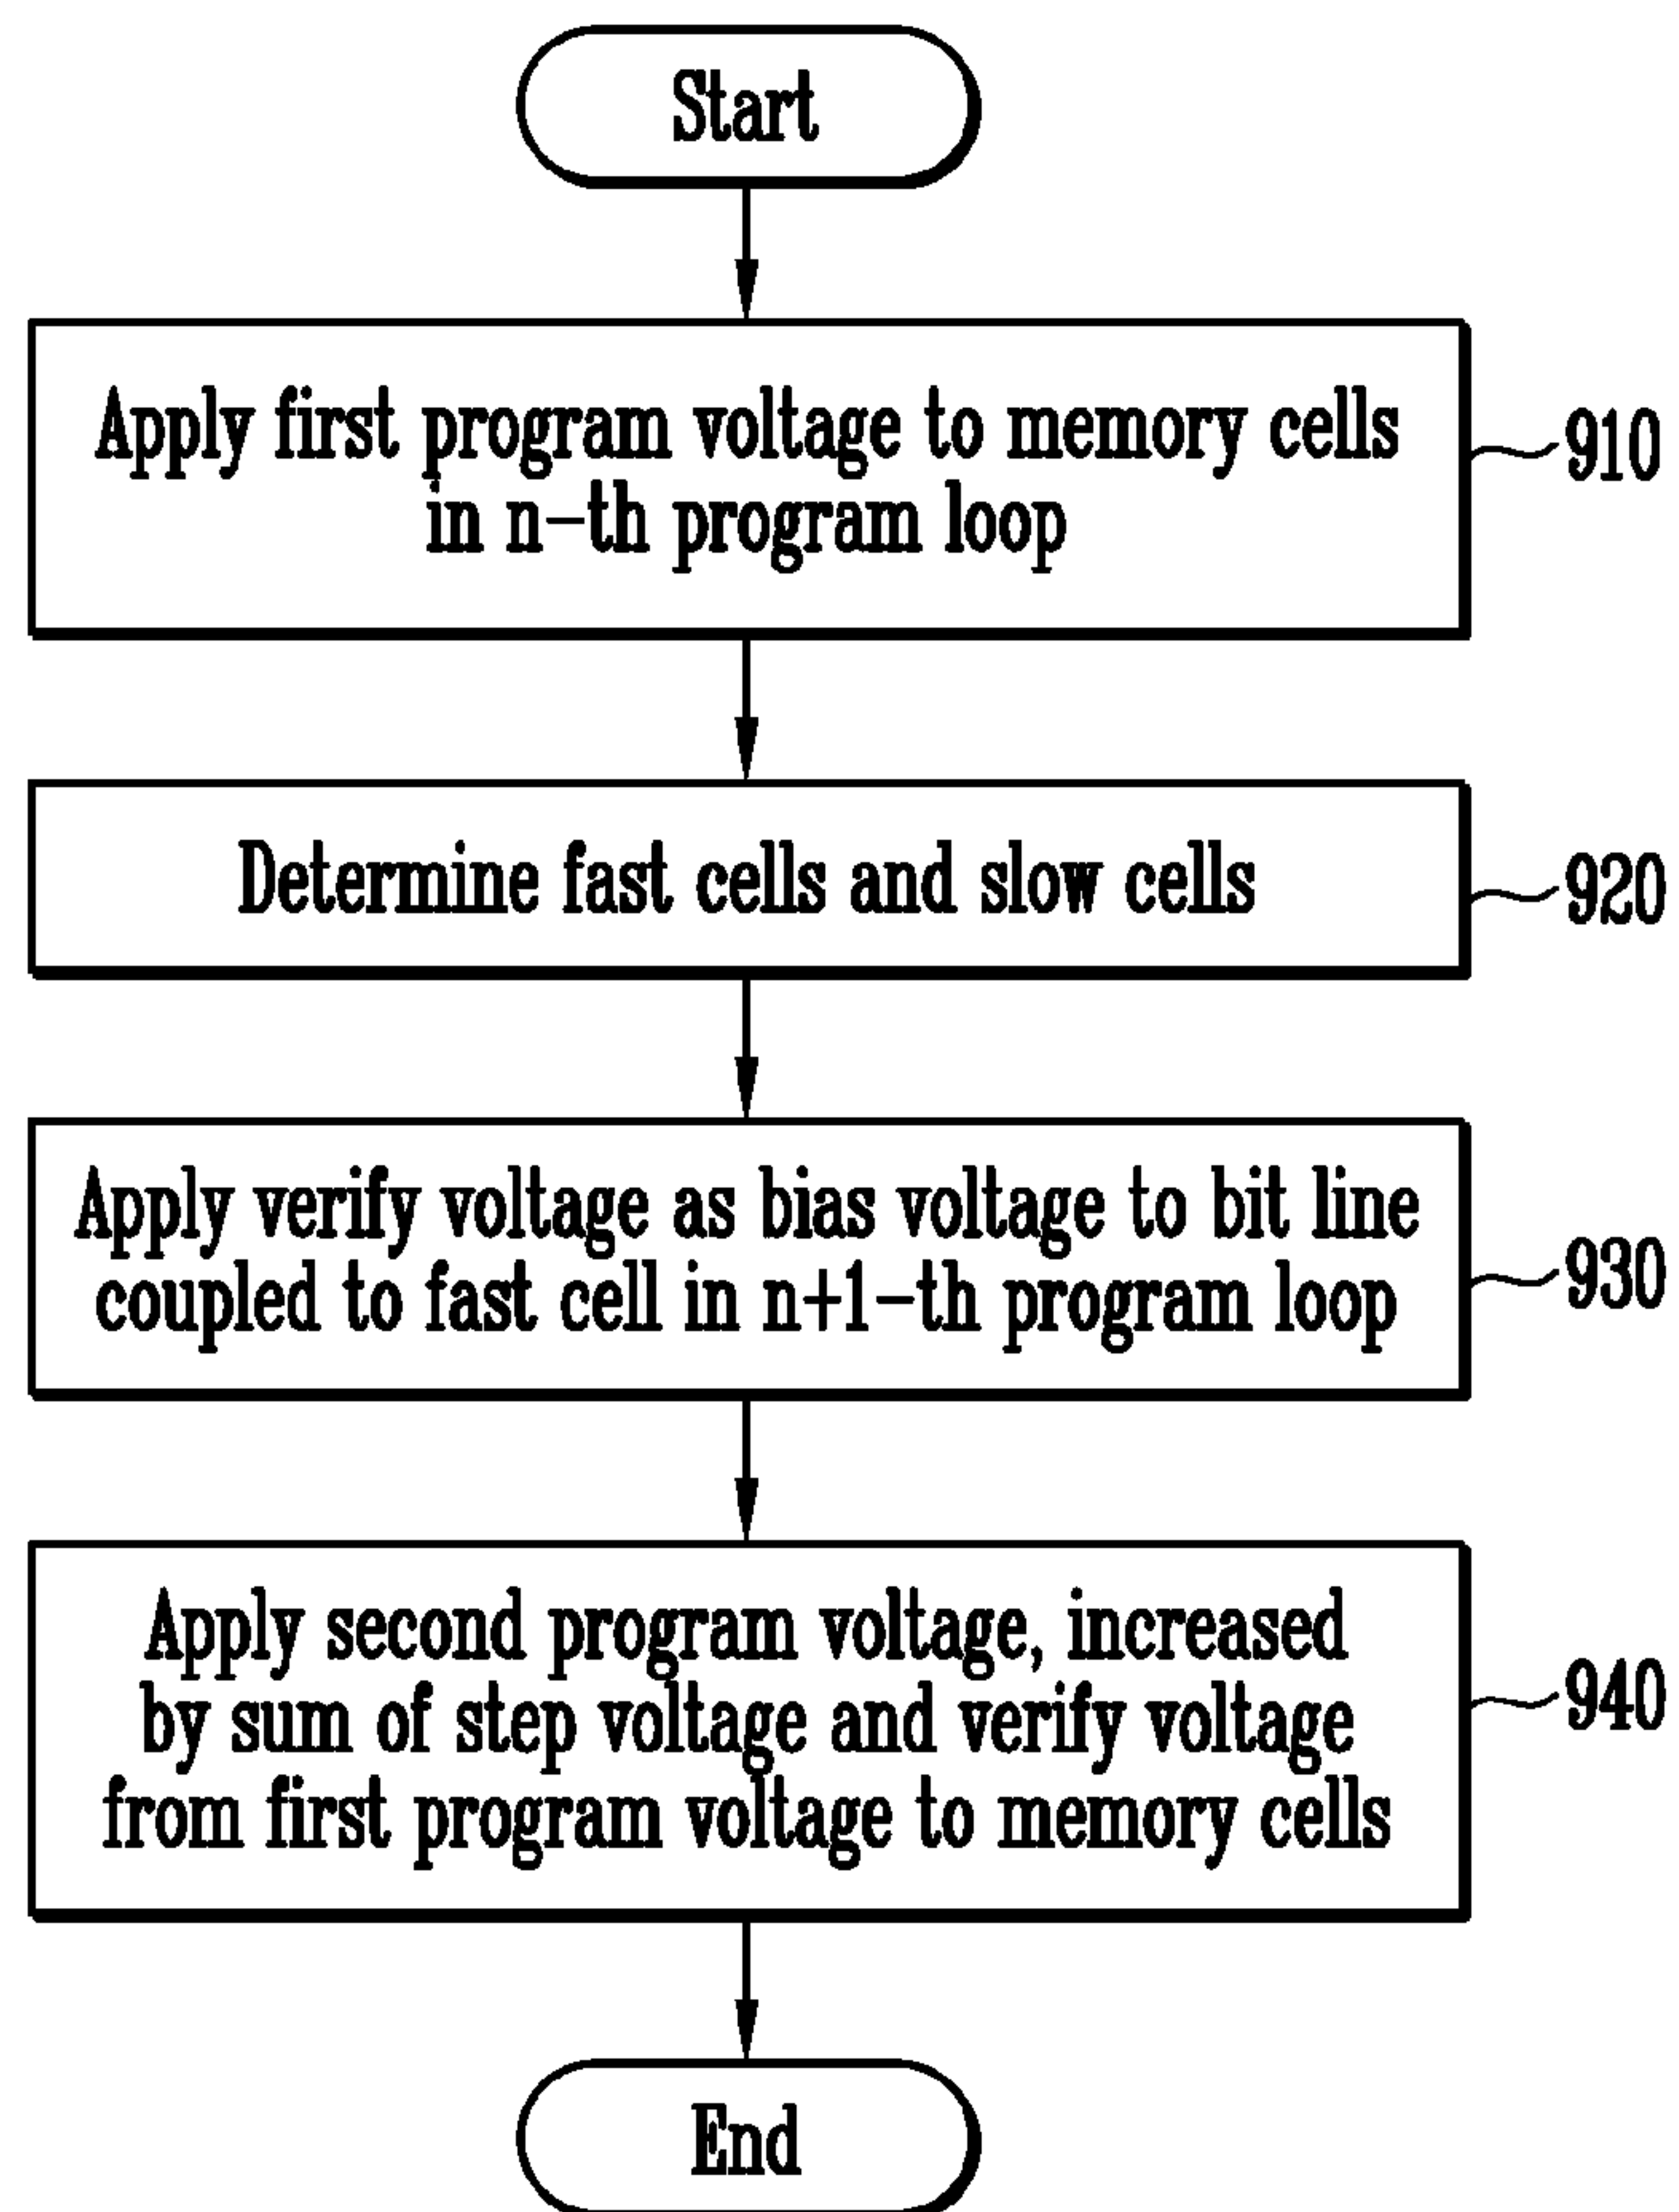 Start
Apply first program voltage to memory cells
in n-th program loop
910
Determine fast cells and slow cells
920
Apply verify voltage as bias voltage to bit line
coupled to fast cell in n+1-th program loop
930
Apply second program voltage, increased
by sum of step voltage and verify voltage
from first program voltage to memory cells
940
End